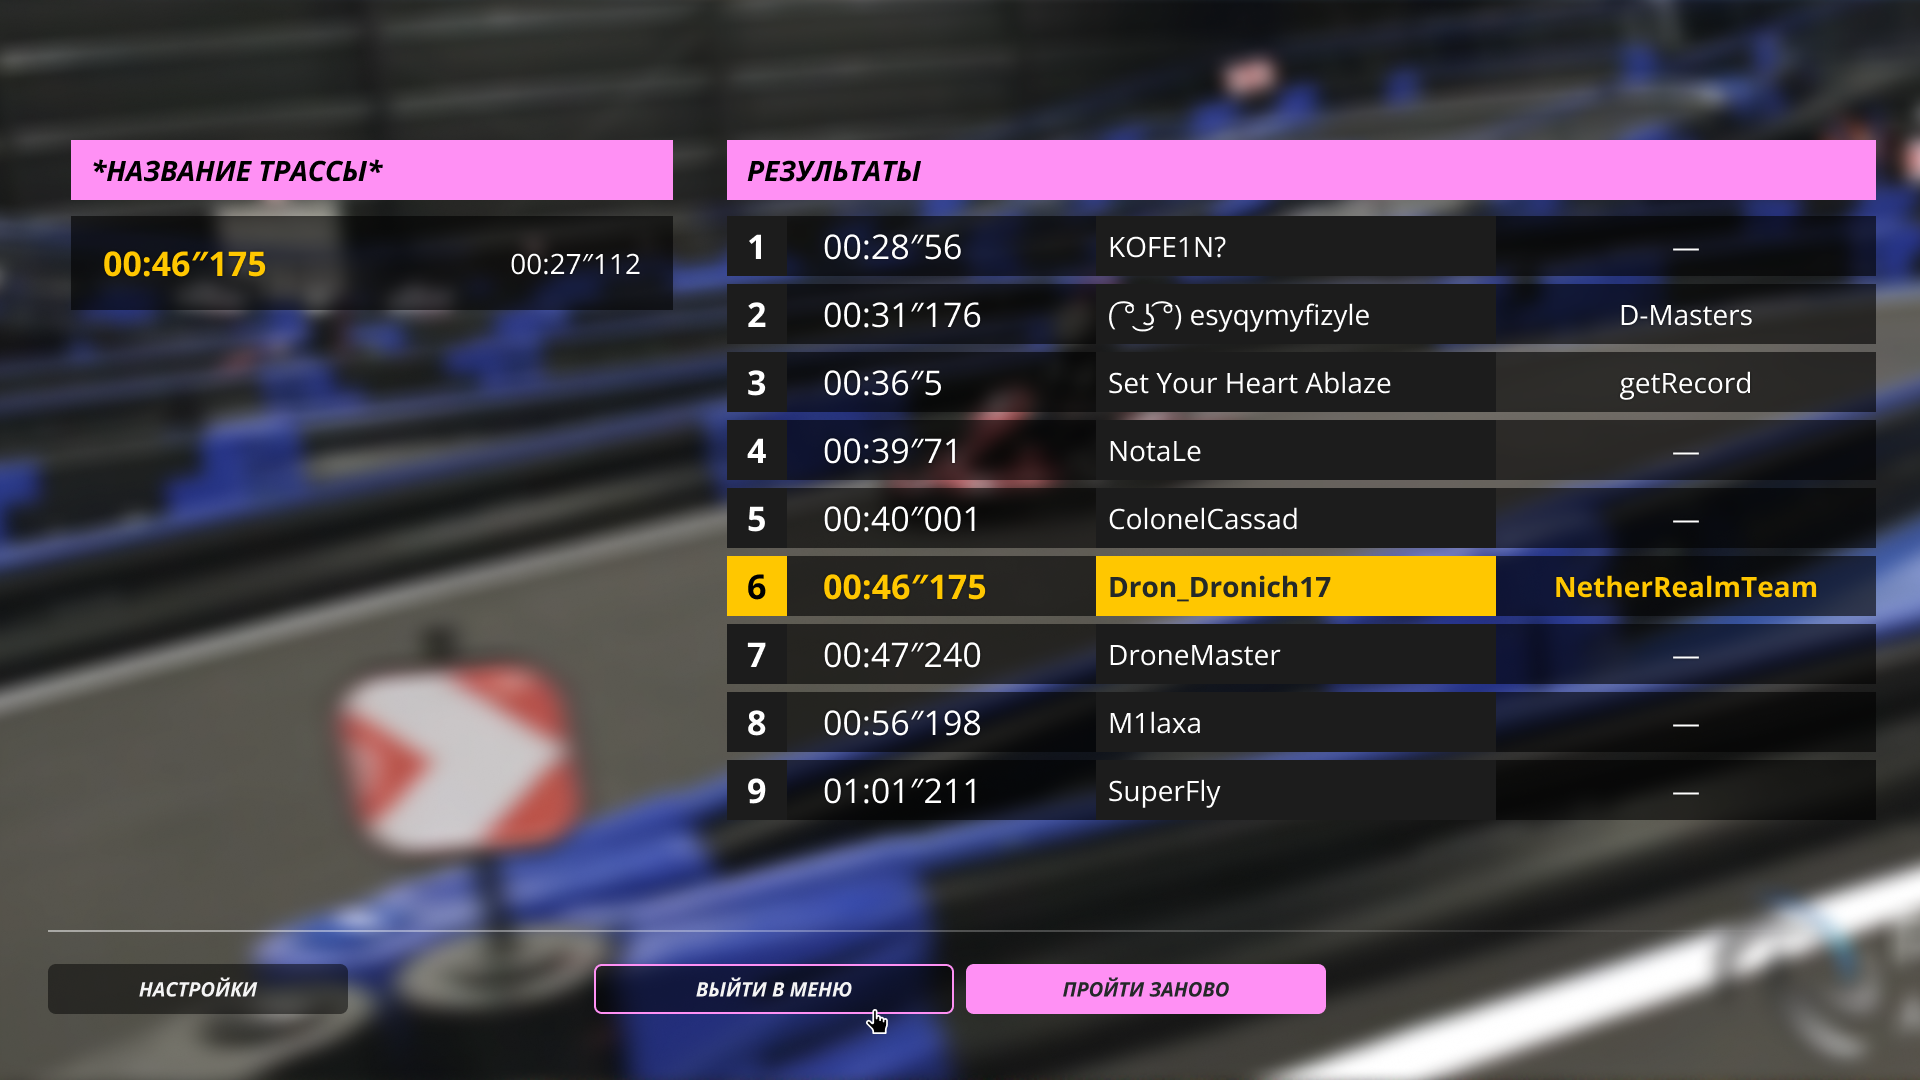 *НАЗВАНИЕ ТРАССЫ*
00:46″175 00:27″112
РЕЗУЛЬТАТЫ
1 00:28″56 KOFE1N? —
2 00:31″176 ( ͡° ͜ʖ ͡°) esyqymyfizyle D-Masters
3 00:36″5 Set Your Heart Ablaze getRecord
4 00:39″71 NotaLe —
5 00:40″001 ColonelCassad —
6 00:46″175 Dron_Dronich17 NetherRealmTeam
7 00:47″240 DroneMaster —
8 00:56″198 M1laxa —
9 01:01″211 SuperFly —
НАСТРОЙКИ
ВЫЙТИ В МЕНЮ
ПРОЙТИ ЗАНОВО